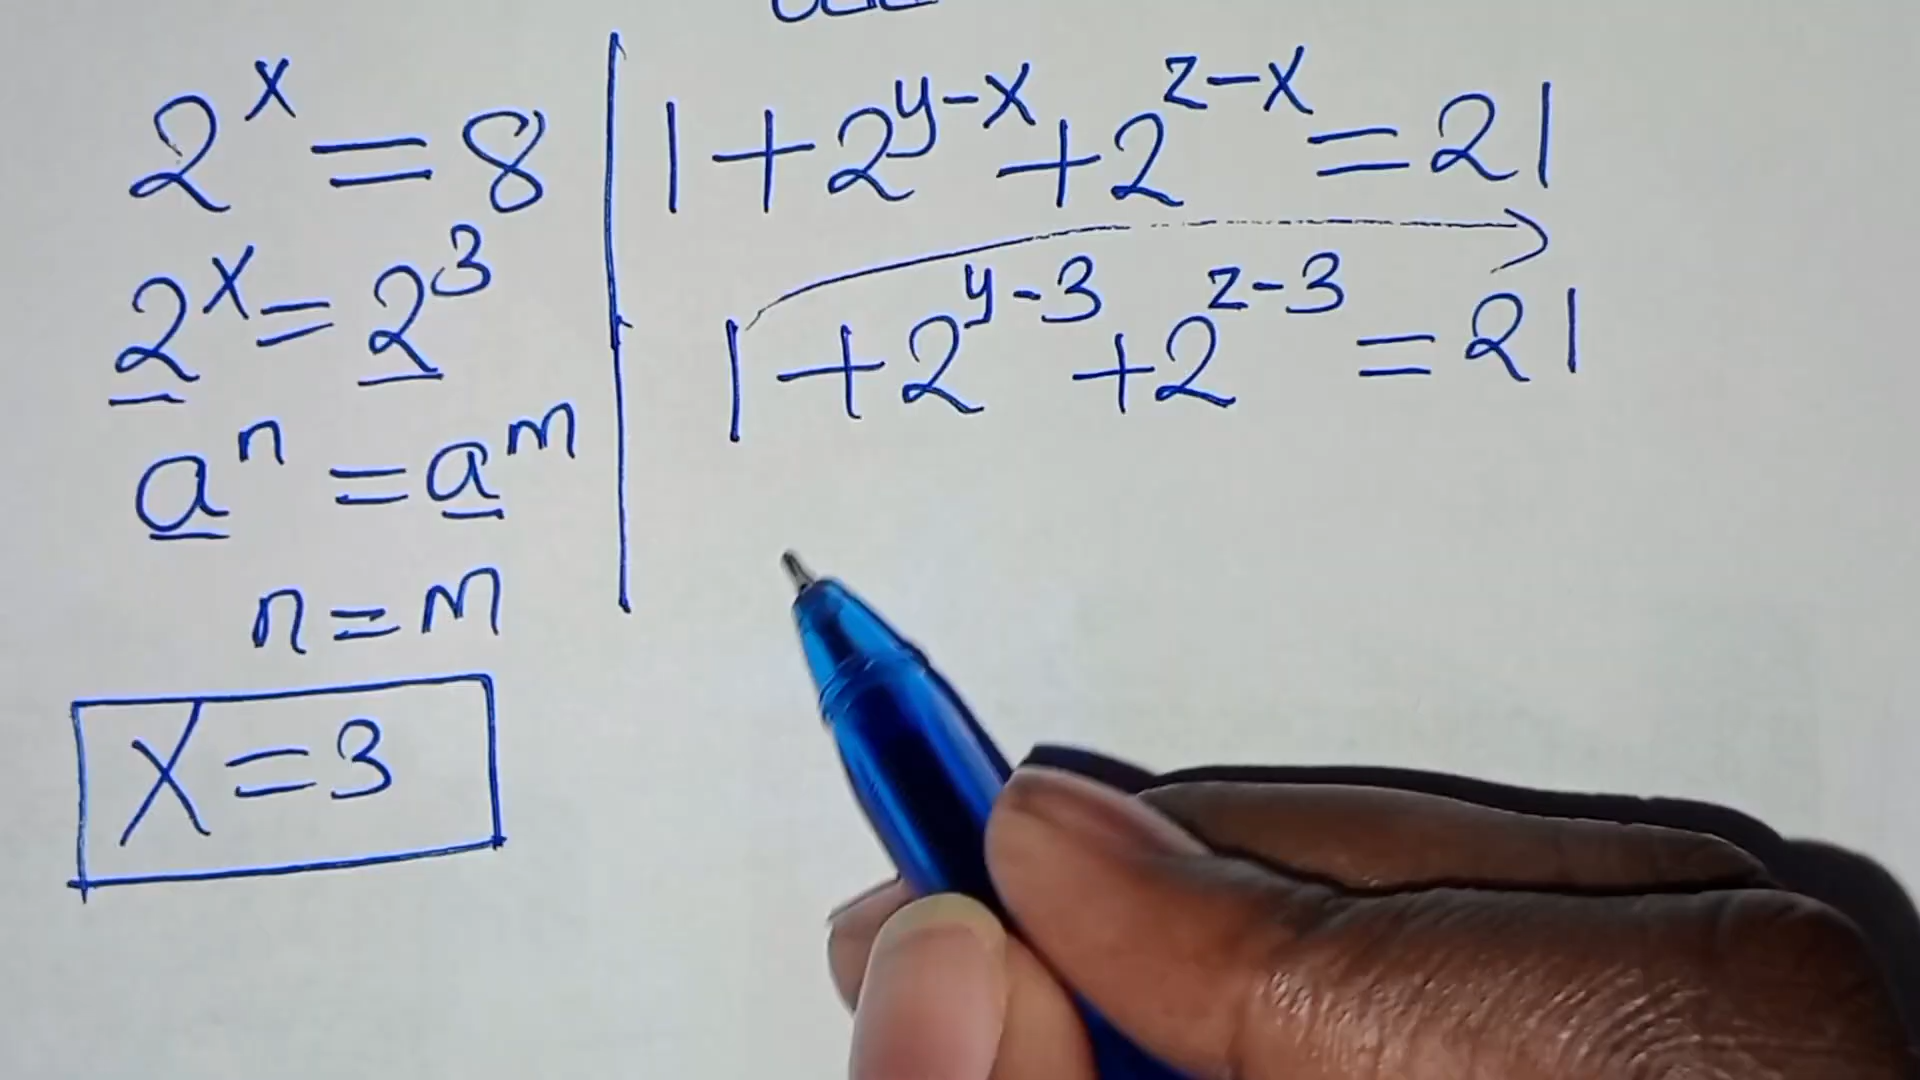 2^x = 8
2^x = 2^3
a^n = a^m
n = m
x = 3
1 + 2^{y-x} + 2^{z-x} = 21
1 + 2^{y-3} + 2^{z-3} = 21